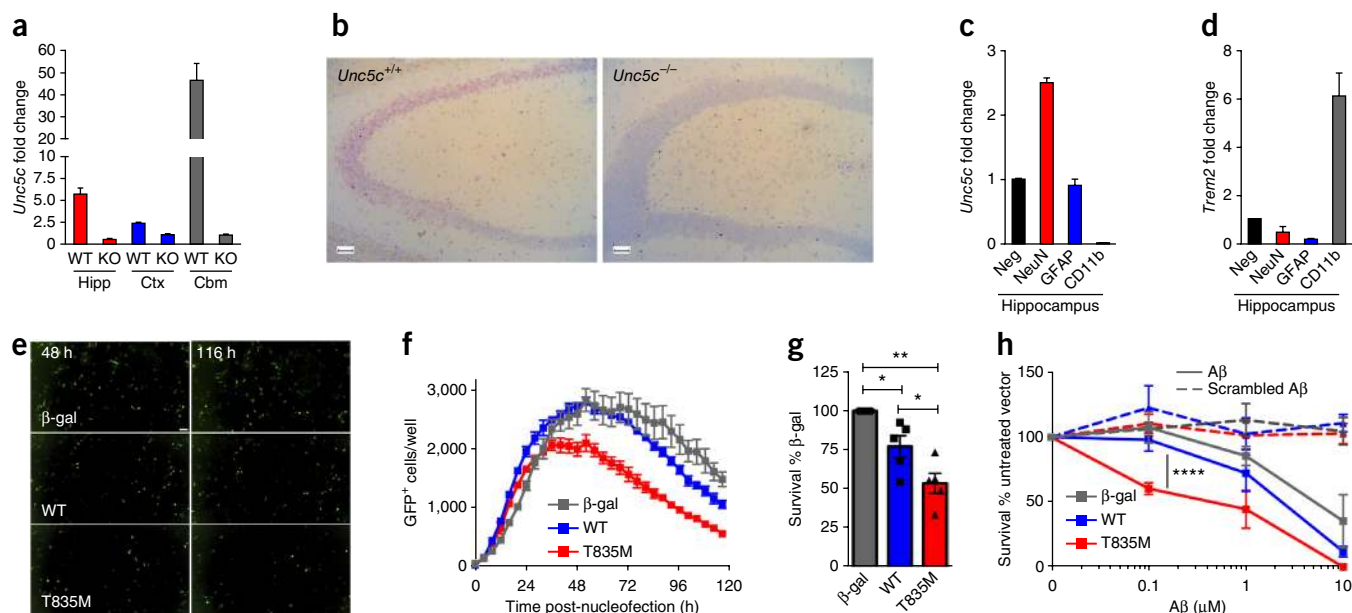 a
Unc5c fold change
60
50
40
30
20
10
5.0
2.5
0
WT KO WT KO WT KO
Hipp Ctx Cbm
b
Unc5c+/+
Unc5c−/−
c
Unc5c fold change
3
2
1
0
Neg NeuN GFAP CD11b
Hippocampus
d
Trem2 fold change
8
6
4
2
0
Neg NeuN GFAP CD11b
Hippocampus
e
48 h
116 h
β-gal
WT
T835M
f
GFP+ cells/well
3,000
2,000
1,000
0
β-gal
WT
T835M
0 24 48 72 96 120
Time post-nucleofection (h)
g
Survival % β-gal
125
100
75
50
25
0
**
* *
β-gal WT T835M
h
Survival % untreated vector
150
100
50
0
Aβ
Scrambled Aβ
****
β-gal
WT
T835M
0 0.1 1 10
Aβ (μM)